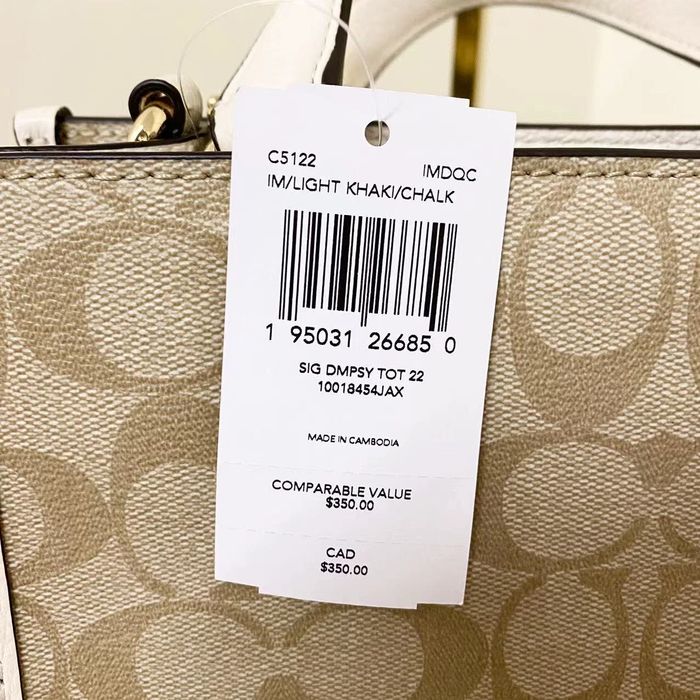 C5122 IMDQC
IM/LIGHT KHAKI/CHALK
1 95031 26685 0
SIG DMPSY TOT 22
10018454JAX
MADE IN CAMBODIA
COMPARABLE VALUE
$350.00
CAD
$350.00